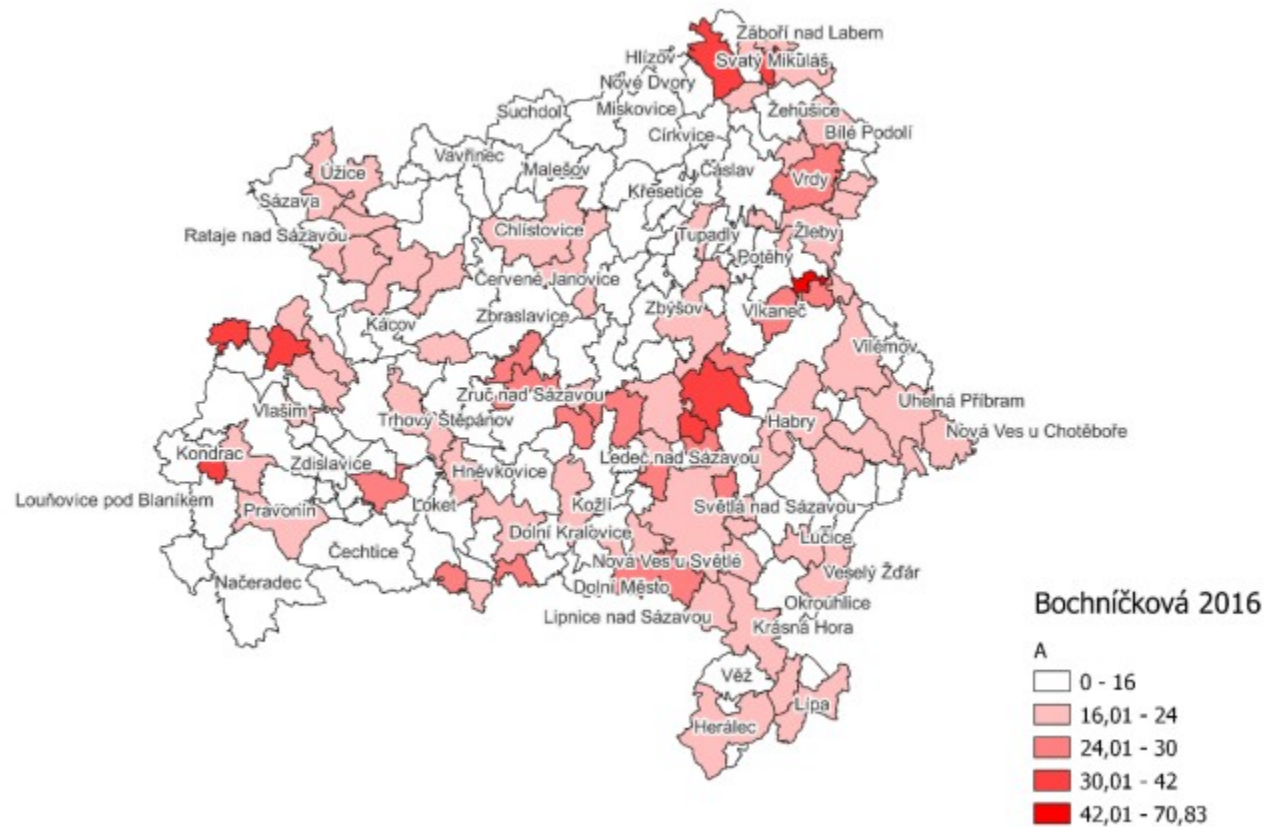 Záboří nad Labem
Hlízov
Svatý Mikuláš
Nové Dvory
Suchdol
Miskovice
Žehušice
Církvice
Bílé Podolí
Vavřinec
Malešov
Čáslav
Úžice
Vrdy
Křesetice
Sázava
Chlístovice
Tupadly
Žleby
Rataje nad Sázavou
Potěhy
Červené Janovice
Zbýšov
Vlkaneč
Zbraslavice
Kácov
Vilémov
Zruč nad Sázavou
Uhelná Příbram
Vlašim
Trhový Štěpánov
Habry
Nová Ves u Chotěboře
Kondrac
Ledeč nad Sázavou
Zdislavice
Hněvkovice
Louňovice pod Blaníkem
Loket
Kožlí
Světlá nad Sázavou
Pravonín
Dolní Kralovice
Lučice
Čechtice
Nová Ves u Světlé
Veselý Žďár
Načeradec
Dolní Město
Okrouhlice
Lipnice nad Sázavou
Krásná Hora
Věž
Lípa
Herálec
Bochníčková 2016
A
0 - 16
16,01 - 24
24,01 - 30
30,01 - 42
42,01 - 70,83